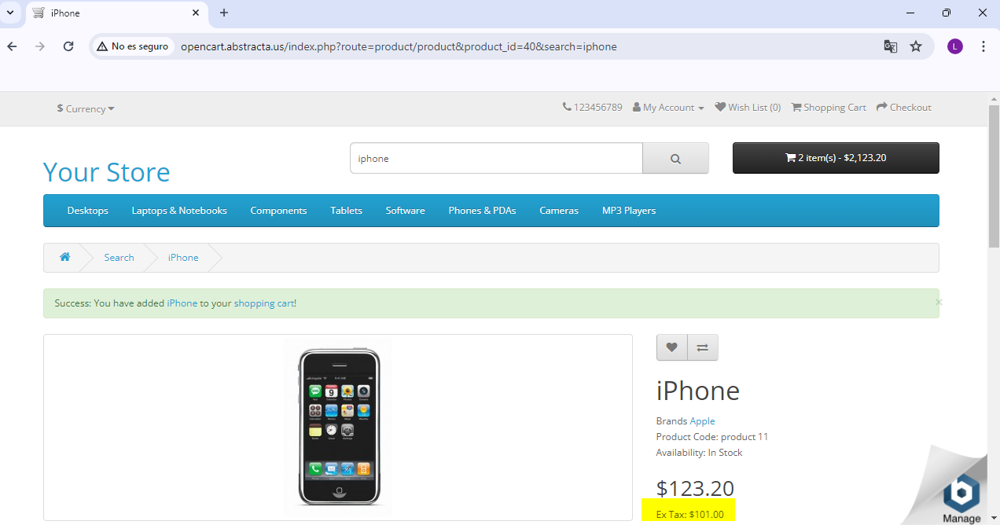 iPhone
No es seguro
opencart.abstracta.us/index.php?route=product/product&product_id=40&search=iphone
L
$ Currency
123456789
My Account
Wish List (0)
Shopping Cart
Checkout
Your Store
iphone
2 item(s) - $2,123.20
Desktops
Laptops & Notebooks
Components
Tablets
Software
Phones & PDAs
Cameras
MP3 Players
Search
iPhone
Success: You have added iPhone to your shopping cart!
×
iPhone
Brands Apple
Product Code: product 11
Availability: In Stock
$123.20
Ex Tax: $101.00
Manage